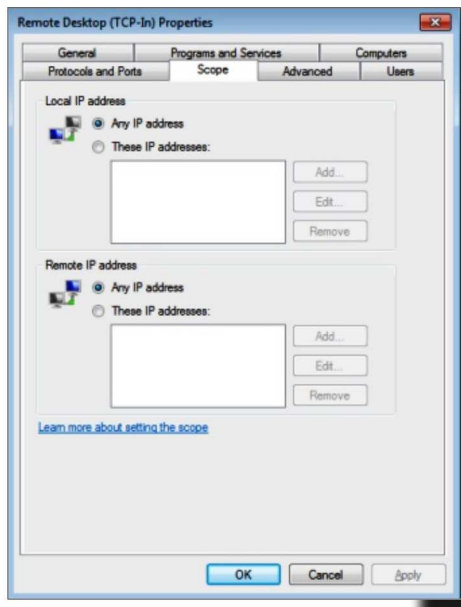 Remote Desktop (TCP-In) Properties
General Programs and Services Computers
Protocols and Ports Scope Advanced Users
Local IP address
Any IP address
These IP addresses:
Add...
Edit...
Remove
Remote IP address
Any IP address
These IP addresses:
Add...
Edit...
Remove
Learn more about setting the scope
OK Cancel Apply